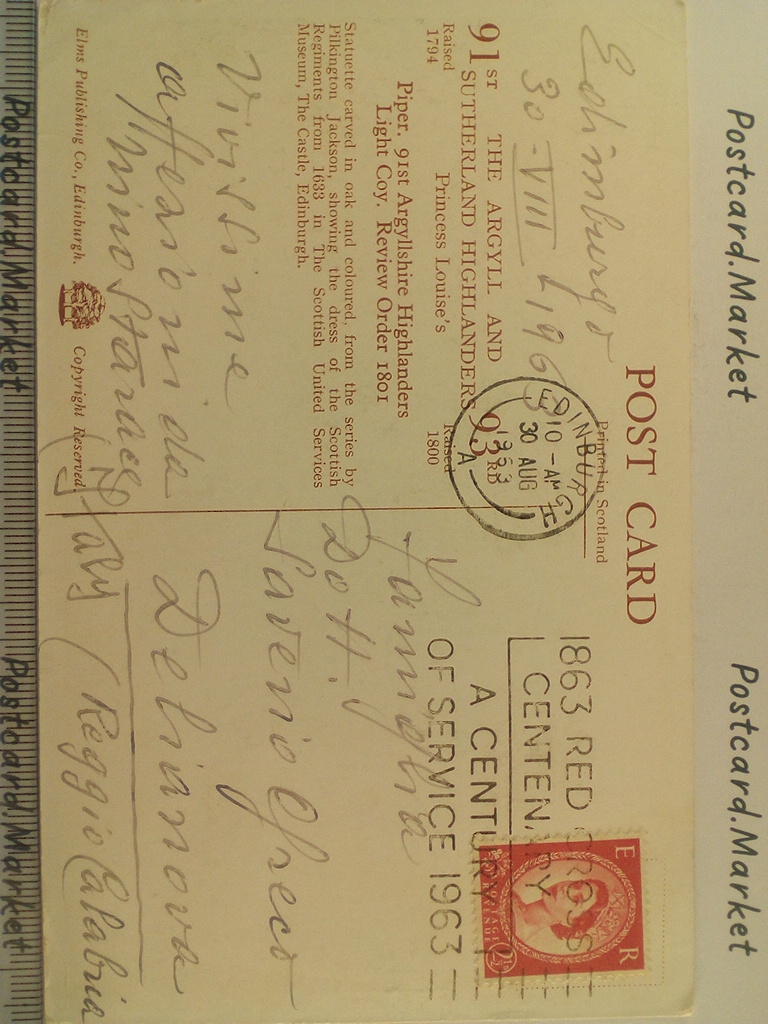 POST CARD
Printed in Scotland
Edimburgo
30-VIII-1963
91ST THE ARGYLL AND 93RD
SUTHERLAND HIGHLANDERS
Raised Princess Louise's Raised
1794 1800
Piper, 91st Argyllshire Highlanders
Light Coy. Review Order 1801
Statuette carved in oak and coloured, from the series by
Pilkington Jackson, showing the dress of the Scottish
Regiments from 1633 in The Scottish United Services
Museum, The Castle, Edinburgh.
Vivissime
affesionida
Mino
Elms Publishing Co., Edinburgh. Copyright Reserved
EDINBURGH
10-AM
30 AUG
1963
A
1863 RED CROSS
CENTENARY
A CENTURY
OF SERVICE 1963
E R
POSTAGE
REVENUE
2½
Famiglia
Dott.
Saverio Greco
Delianova
(Reggio Calabria
Italy
Postcard.Market
Postcard.Market
Postcard.Market
Postcard.Market